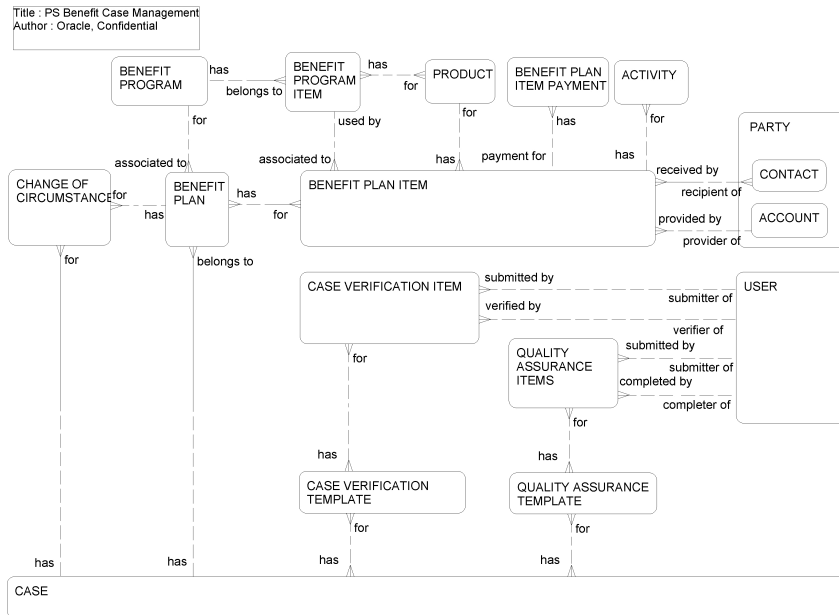 Title : PS Benefit Case Management
Author : Oracle, Confidential
BENEFIT
PROGRAM
has
belongs to
BENEFIT
PROGRAM
ITEM
has
for
PRODUCT
BENEFIT PLAN
ITEM PAYMENT
ACTIVITY
for
used by
for
has
for
PARTY
associated to
associated to
has
payment for
has
received by
recipient of
CONTACT
CHANGE OF
CIRCUMSTANCE
for
has
BENEFIT
PLAN
has
for
BENEFIT PLAN ITEM
provided by
provider of
ACCOUNT
for
belongs to
CASE VERIFICATION ITEM
submitted by
submitter of
USER
verified by
verifier of
for
QUALITY
ASSURANCE
ITEMS
submitted by
submitter of
completed by
completer of
for
has
has
CASE VERIFICATION
TEMPLATE
QUALITY ASSURANCE
TEMPLATE
for
for
has
has
has
has
CASE